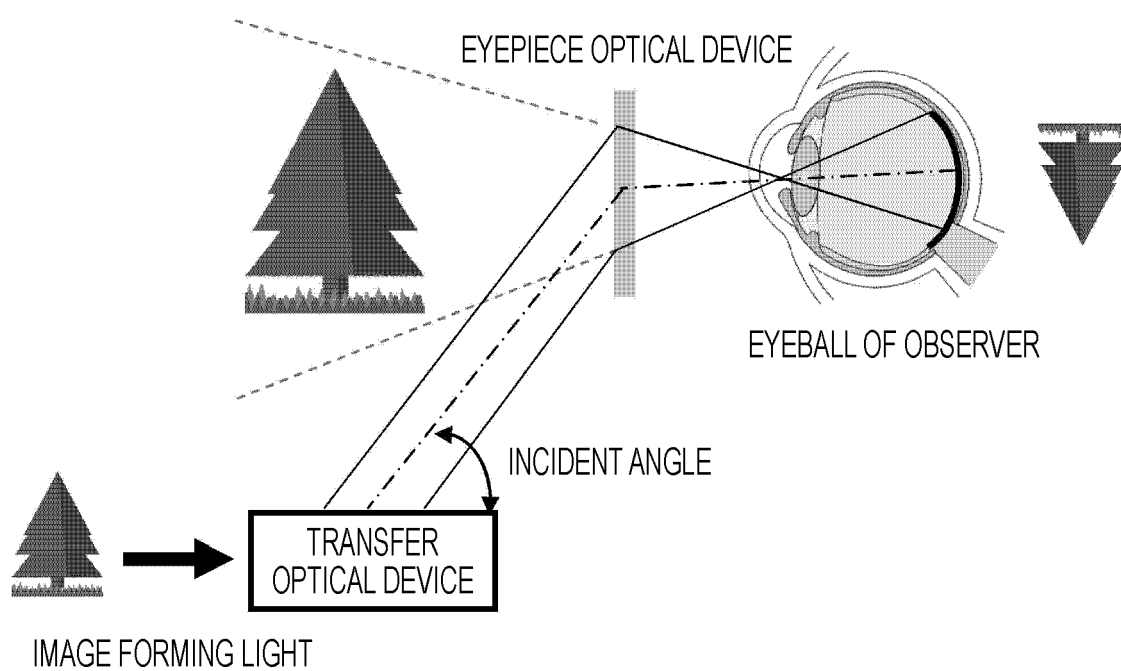 EYEPIECE OPTICAL DEVICE
EYEBALL OF OBSERVER
INCIDENT ANGLE
TRANSFER
OPTICAL DEVICE
IMAGE FORMING LIGHT